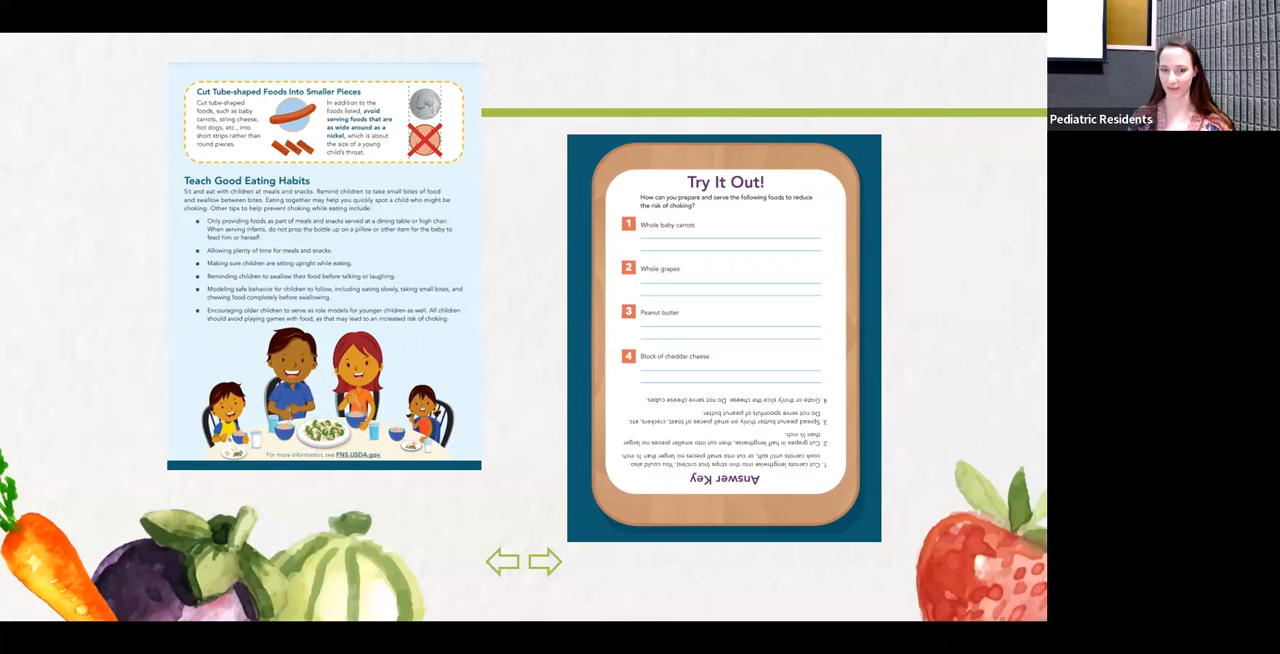 Cut Tube-shaped Foods Into Smaller Pieces
Cut tube-shaped
foods, such as baby
carrots, string cheese,
hot dogs, etc., into
short strips rather than
round pieces.
In addition to the
foods listed, avoid
serving foods that are
as wide around as a
nickel, which is about
the size of a young
child's throat.
Teach Good Eating Habits
Sit and eat with children at meals and snacks. Remind children to take small bites of food
and swallow between bites. Eating together may help you quickly spot a child who might be
choking. Other tips to help prevent choking while eating include:
Only providing foods as part of meals and snacks served at a dining table or high chair.
When serving infants, do not prop the bottle up on a pillow or other item for the baby to
feed him or herself.
Allowing plenty of time for meals and snacks.
Making sure children are sitting upright while eating.
Reminding children to swallow their food before talking or laughing.
Modeling safe behavior for children to follow, including eating slowly, taking small bites, and
chewing food completely before swallowing.
Encouraging older children to serve as role models for younger children as well. All children
should avoid playing games with food, as that may lead to an increased risk of choking.
For more information, see FNS.USDA.gov.
Try It Out!
How can you prepare and serve the following foods to reduce
the risk of choking?
1 Whole baby carrots
2 Whole grapes
3 Peanut butter
4 Block of cheddar cheese
Answer Key
1. Cut carrots lengthwise into thin strips (not circles). You could also
cook carrots until soft, or cut into small pieces no larger than ½ inch.
2. Cut grapes in half lengthwise, then cut into smaller pieces no larger
than ½ inch.
3. Spread peanut butter thinly on small pieces of toast, crackers, etc.
Do not serve spoonfuls of peanut butter.
4. Grate or thinly slice the cheese. Do not serve cheese cubes.
Pediatric Residents